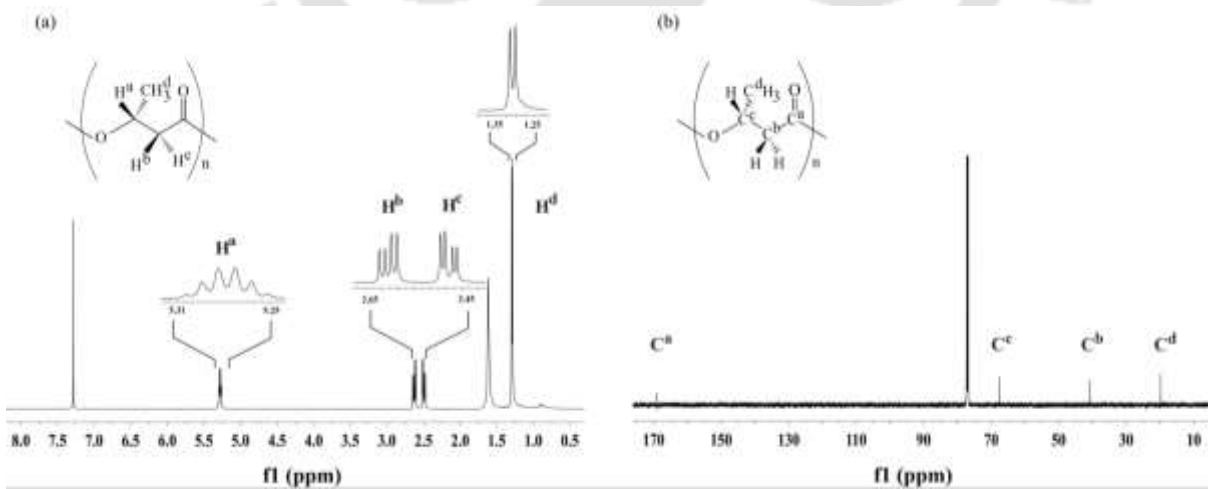 (a)
H^a CH_3^d O
O
H^b H^c n
1.35 1.25
H^b H^c H^d
H^a
5.31 5.25
2.65 2.45
8.0 7.5 7.0 6.5 6.0 5.5 5.0 4.5 4.0 3.5 3.0 2.5 2.0 1.5 1.0 0.5
f1 (ppm)
(b)
H C^dH_3 O
C^c C^a
O C^b
H H n
C^a C^c C^b C^d
170 150 130 110 90 70 50 30 10
f1 (ppm)